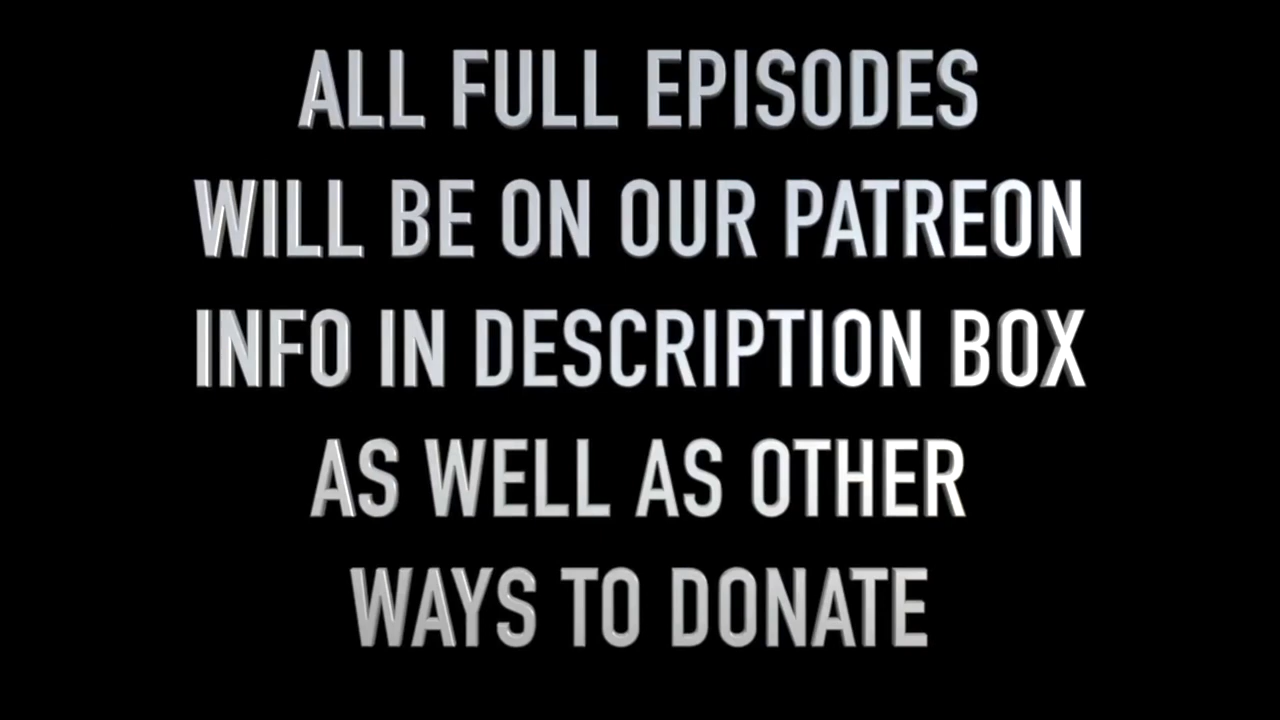 ALL FULL EPISODES
WILL BE ON OUR PATREON
INFO IN DESCRIPTION BOX
AS WELL AS OTHER
WAYS TO DONATE